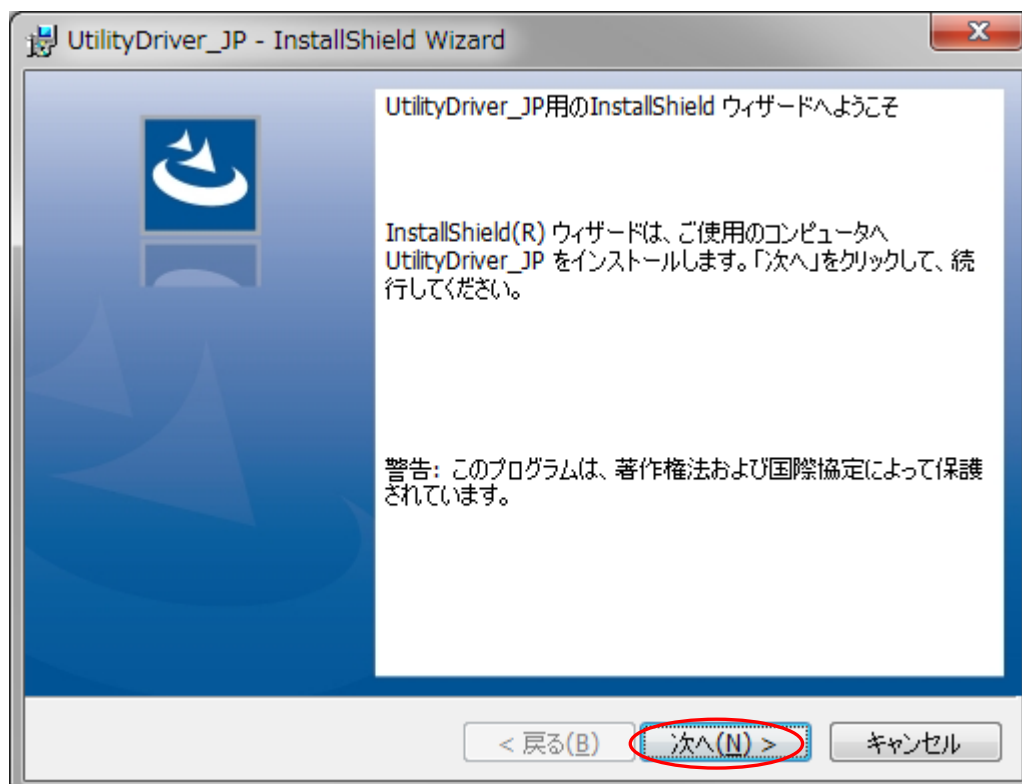 UtilityDriver_JP - InstallShield Wizard
UtilityDriver_JP用のInstallShield ウィザードへようこそ
InstallShield(R) ウィザードは、ご使用のコンピュータへ
UtilityDriver_JP をインストールします。「次へ」をクリックして、続
行してください。
警告: このプログラムは、著作権法および国際協定によって保護
されています。
< 戻る(B) 次へ(N) > キャンセル